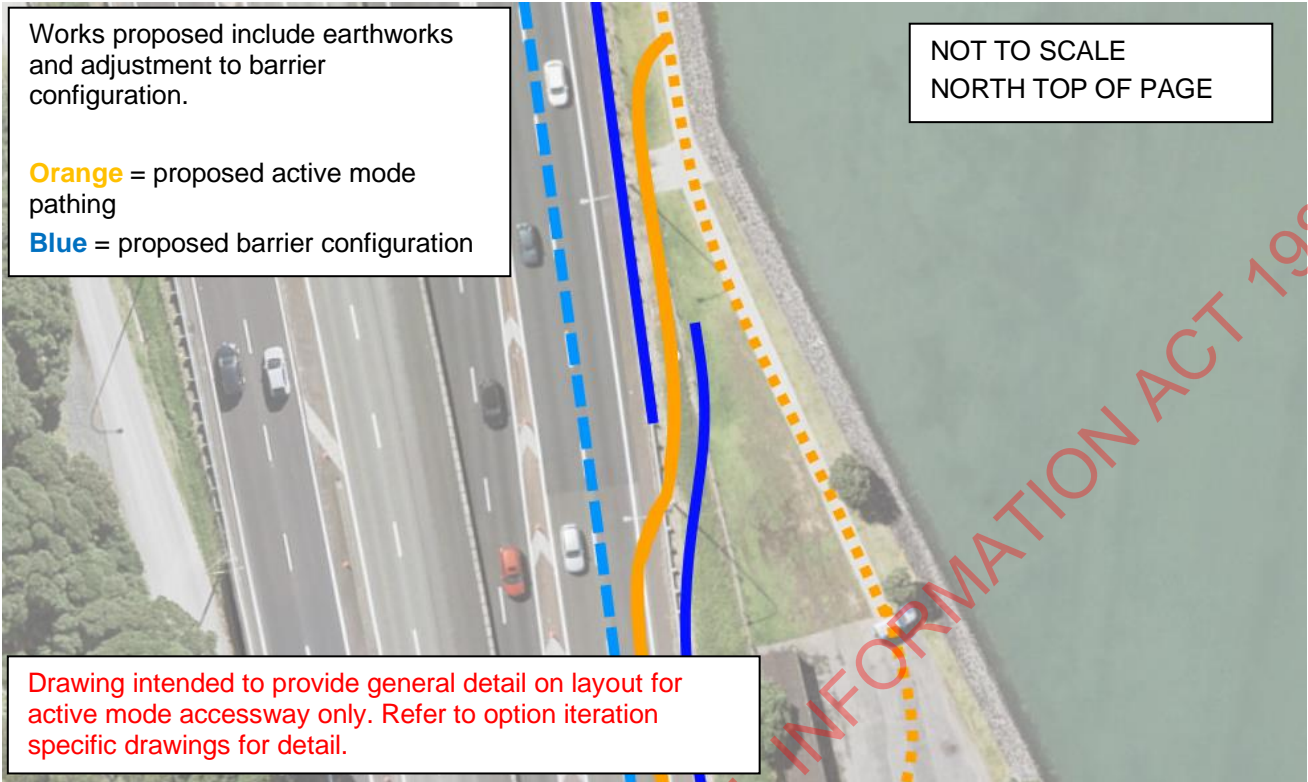 Works proposed include earthworks
and adjustment to barrier
configuration.
Orange = proposed active mode
pathing
Blue = proposed barrier configuration
NOT TO SCALE
NORTH TOP OF PAGE
Drawing intended to provide general detail on layout for
active mode accessway only. Refer to option iteration
specific drawings for detail.
INFORMATION ACT